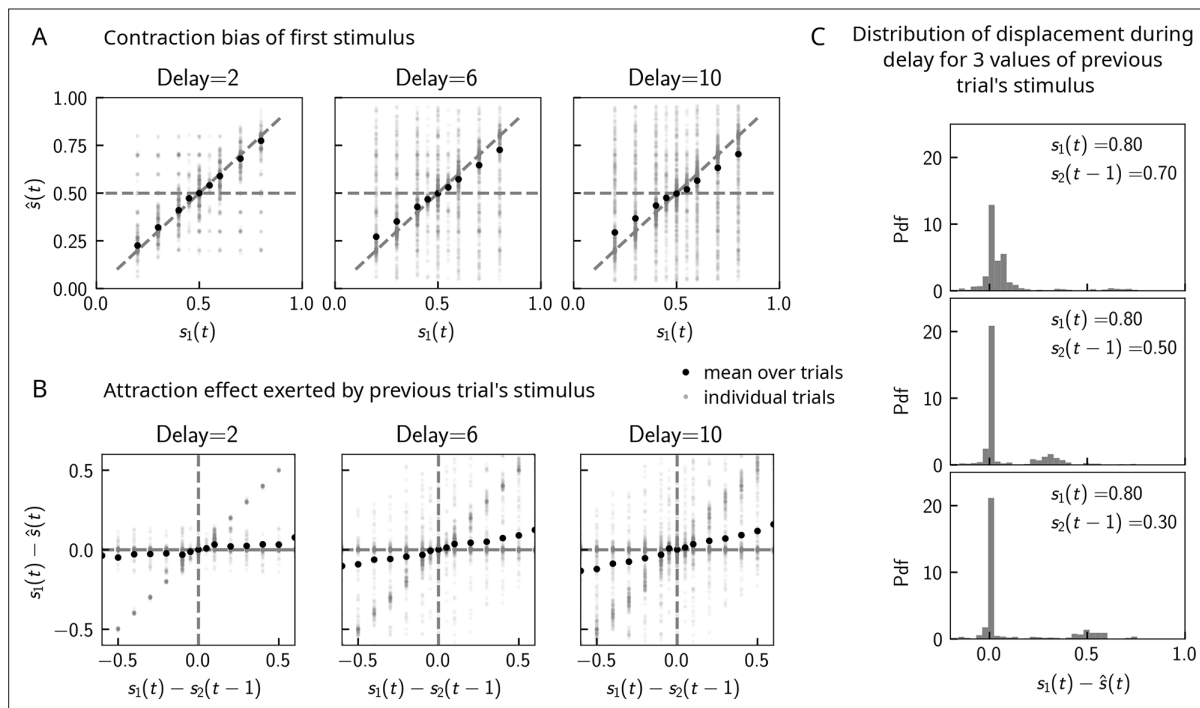 A
Contraction bias of first stimulus
Delay=2
Delay=6
Delay=10
1.00
0.75
0.50
0.25
0.00
ŝ(t)
0.0 0.5 1.0
0.0 0.5 1.0
0.0 0.5 1.0
s₁(t)
s₁(t)
s₁(t)
B
Attraction effect exerted by previous trial's stimulus
mean over trials
individual trials
Delay=2
Delay=6
Delay=10
0.5
0.0
−0.5
s₁(t) − ŝ(t)
−0.5 0.0 0.5
−0.5 0.0 0.5
−0.5 0.0 0.5
s₁(t) − s₂(t − 1)
s₁(t) − s₂(t − 1)
s₁(t) − s₂(t − 1)
C
Distribution of displacement during
delay for 3 values of previous
trial's stimulus
s₁(t) =0.80
s₂(t − 1) =0.70
20
10
0
Pdf
s₁(t) =0.80
s₂(t − 1) =0.50
20
10
0
Pdf
s₁(t) =0.80
s₂(t − 1) =0.30
20
10
0
Pdf
0.0 0.5 1.0
s₁(t) − ŝ(t)